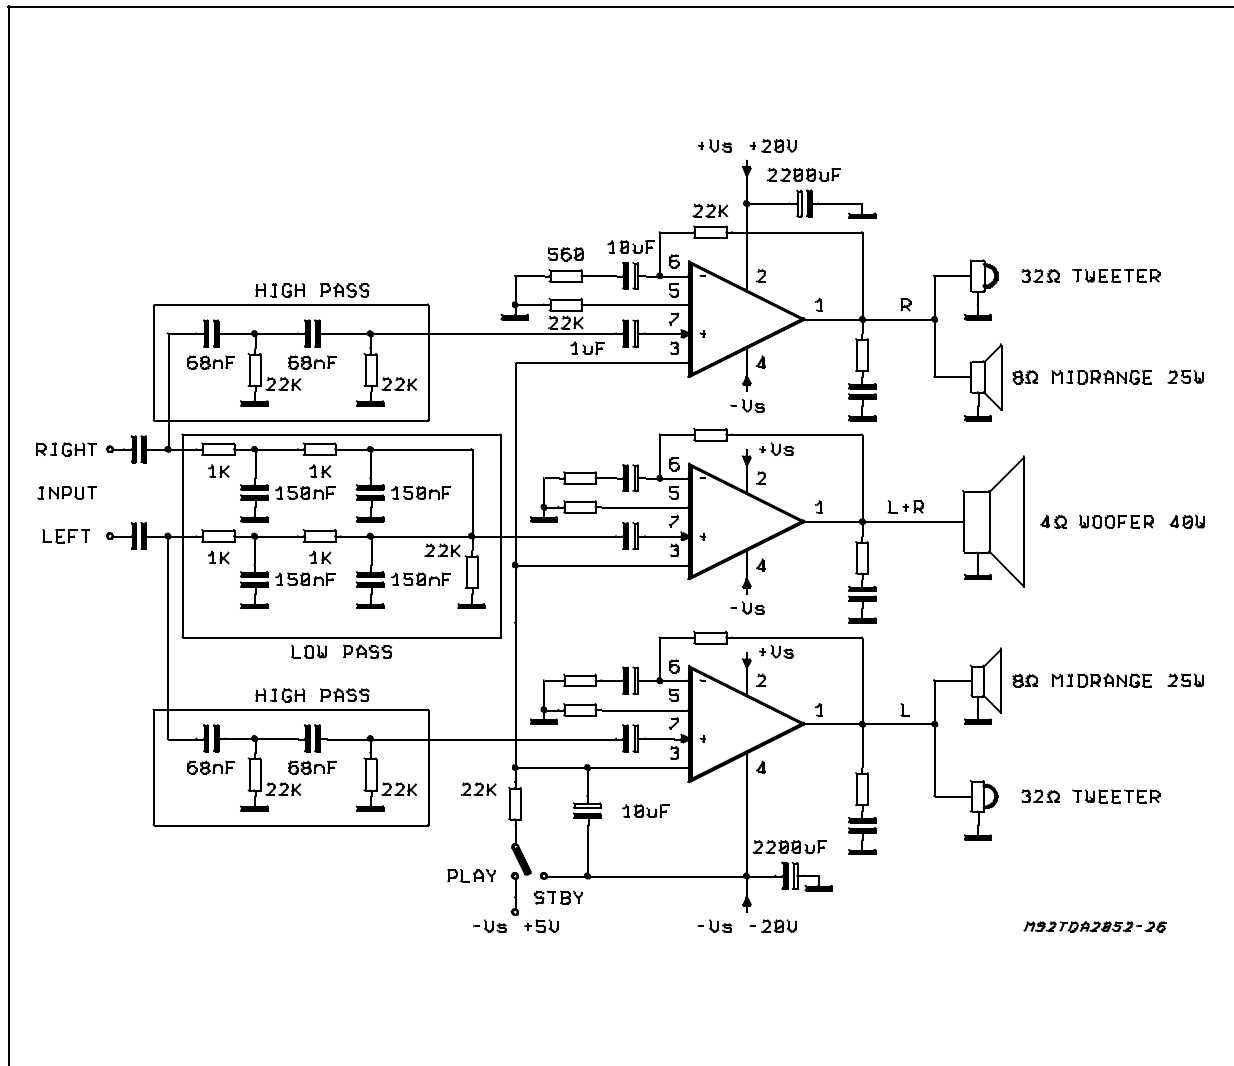 +Vs +20V
2200uF
22K
560
10uF
6
5
7
3
2
1
4
-
+
22K
1uF
-Vs
R
32Ω TWEETER
8Ω MIDRANGE 25W
HIGH PASS
68nF
68nF
22K
22K
RIGHT
INPUT
LEFT
1K
1K
150nF
150nF
1K
1K
150nF
150nF
22K
LOW PASS
+Vs
6
5
7
3
2
1
4
-
+
-Vs
L+R
4Ω WOOFER 40W
HIGH PASS
68nF
68nF
22K
22K
+Vs
6
5
7
3
2
1
4
-
+
L
8Ω MIDRANGE 25W
32Ω TWEETER
22K
10uF
2200uF
PLAY
STBY
-Vs +5V
-Vs -20V
M92TDA2052-26